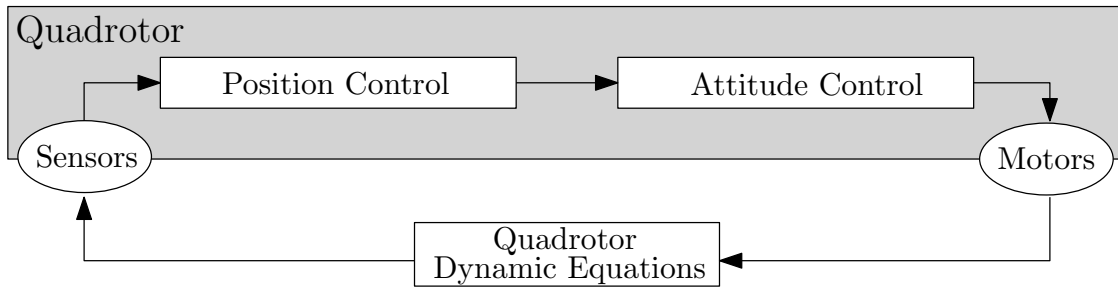 Quadrotor
Position Control
Attitude Control
Sensors
Motors
Quadrotor
Dynamic Equations